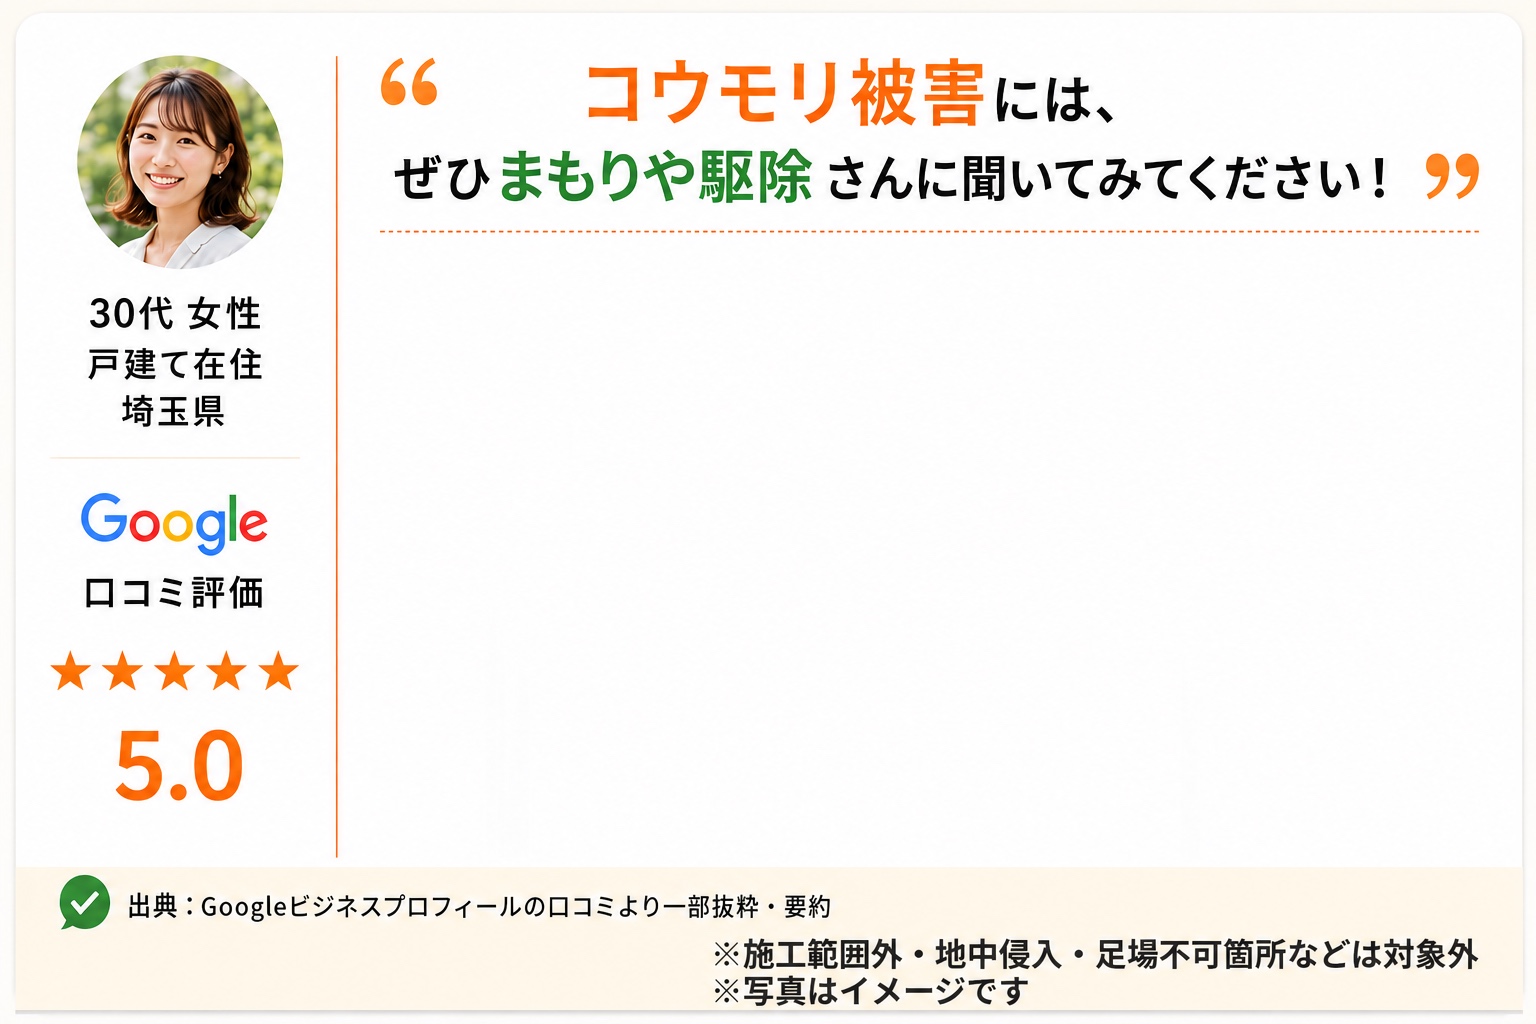 “ コウモリ被害には、
ぜひまもりや駆除 さんに聞いてみてください！ ”
30代 女性
戸建て在住
埼玉県
Google
口コミ評価
★★★★★
5.0
出典：Googleビジネスプロフィールの口コミより一部抜粋・要約
※施工範囲外・地中侵入・足場不可箇所などは対象外
※写真はイメージです